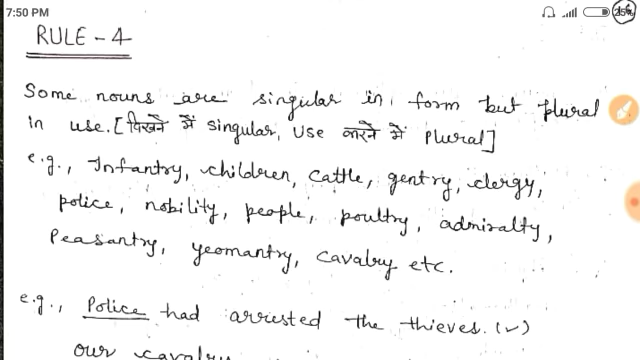 7:50 PM
RULE - 4
Some nouns are singular in form but plural
in use. [दिखने में singular, use करने में plural]
e.g., Infantry, children, cattle, gentry, clergy,
police, nobility, people, poultry, admiralty,
Peasantry, yeomantry, cavalry etc.
e.g., Police had arrested the thieves. (✓)
our cavalry